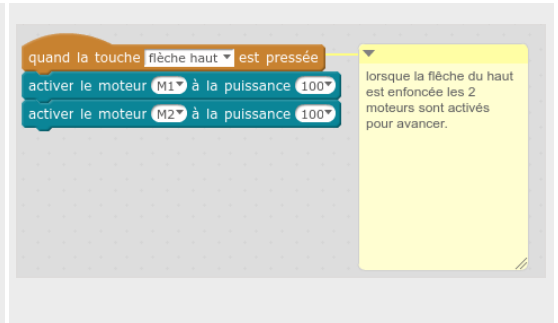 quand la touche flèche haut est pressée
activer le moteur M1 à la puissance 100
activer le moteur M2 à la puissance 100
lorsque la flêche du haut
est enfoncée les 2
moteurs sont activés
pour avancer.